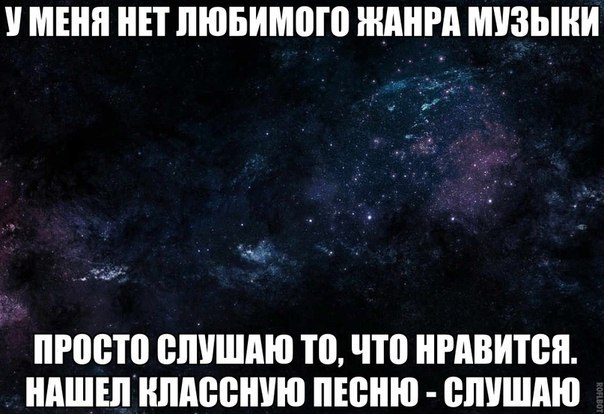 У МЕНЯ НЕТ ЛЮБИМОГО ЖАНРА МУЗЫКИ
ПРОСТО СЛУШАЮ ТО, ЧТО НРАВИТСЯ.
НАШЕЛ КЛАССНУЮ ПЕСНЮ - СЛУШАЮ